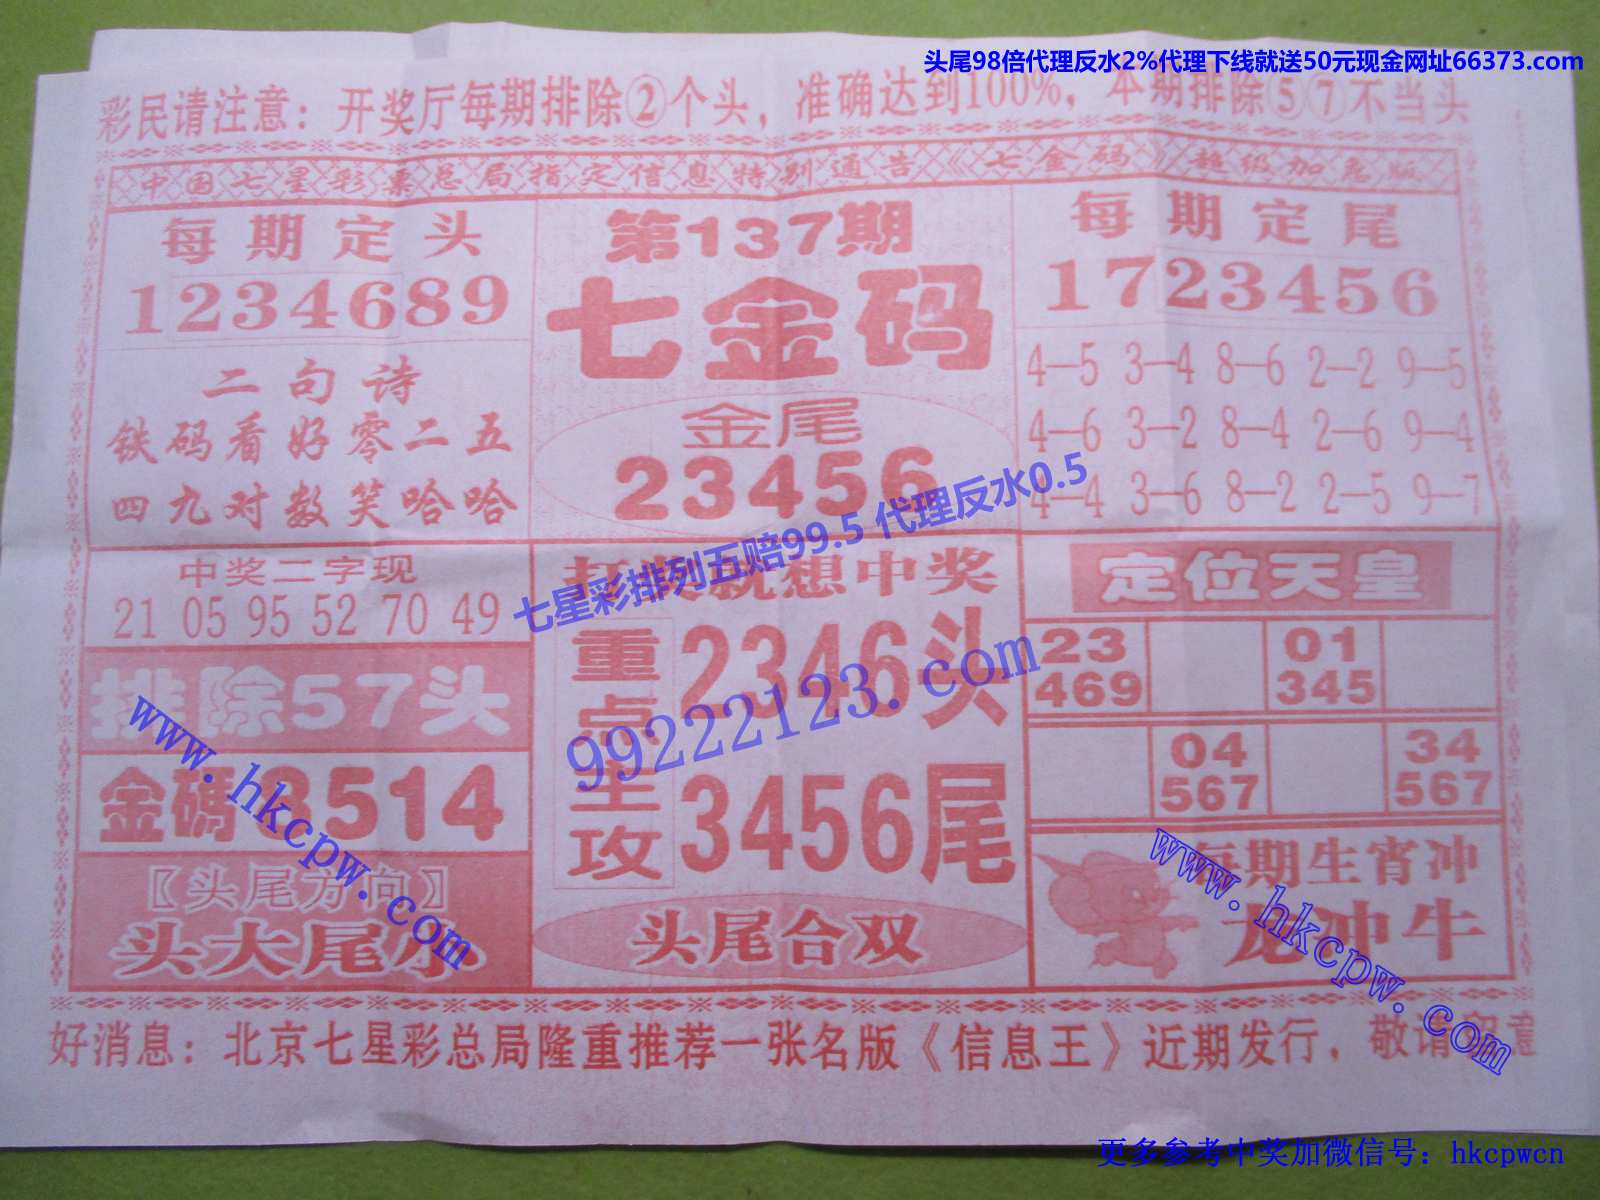 头尾98倍代理反水2%代理下线就送50元现金网址66373.com
彩民请注意：开奖厅每期排除②个头，准确达到100%，本期排除⑤⑦不当头
中国七星彩票总局指定信息特别通告《七金码》超级加意版
每期定头
1234689
二句诗
铁码看好零二五
四九对数笑哈哈
第137期
七金码
金尾
23456
每期定尾
1723456
4—5 3—4 8—6 2—2 9—5
4—6 3—2 8—4 2—6 9—4
4—4 3—6 8—2 2—5 9—7
中奖二字现
21 05 95 52 70 49
排除57头
金碼3514
【头尾方向】
头大尾小
打奖就想中奖
重点主攻
2346头
3456尾
头尾合双
定位天皇
23 01
469 345
04 34
567 567
每期生肖冲
龙冲牛
好消息：北京七星彩总局隆重推荐一张名版《信息王》近期发行，敬请留意
七星彩排列五赔99.5 代理反水0.5
99222123.com
www.hkcpw.com
www.hkcpw.com
更多参考中奖加微信号：hkcpwcn